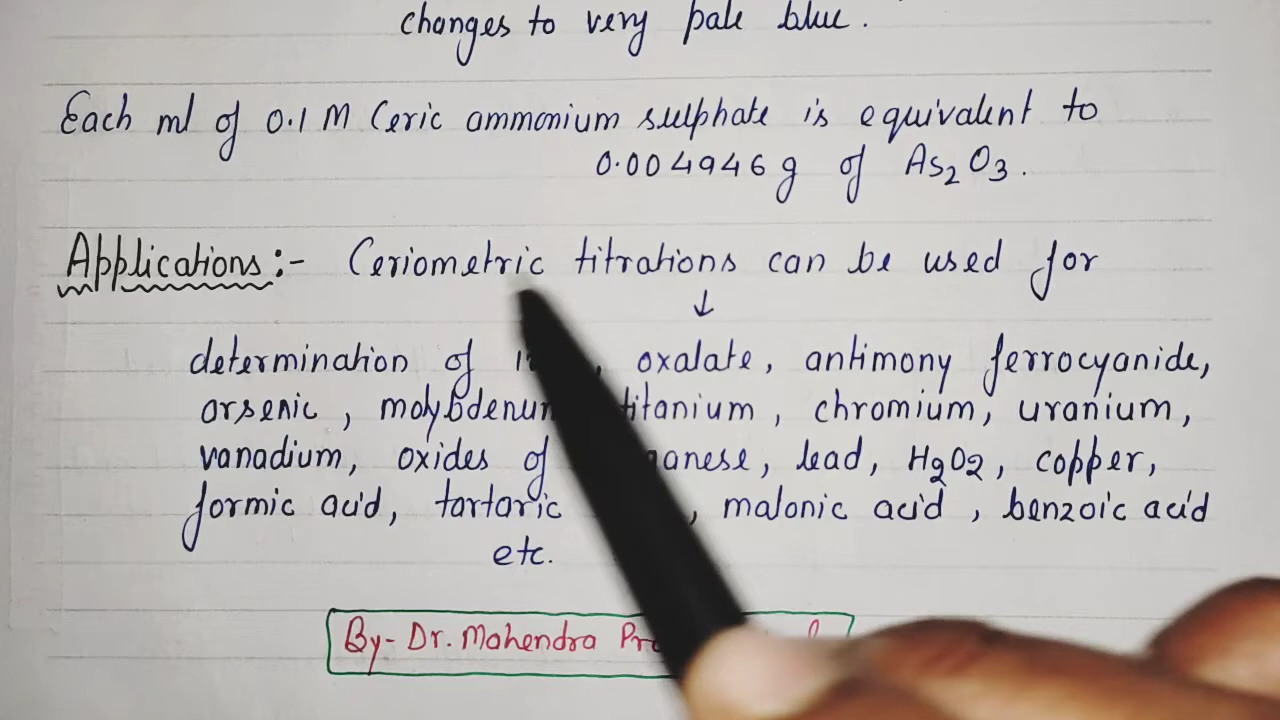 changes to very pale blue.
Each ml of 0.1 M Ceric ammonium sulphate is equivalent to
0.004946 g of As2O3.
Applications:- Ceriometric titrations can be used for
↓
determination of , oxalate, antimony ferrocyanide,
arsenic, molybdenum titanium, chromium, uranium,
vanadium, oxides of lead, H2O2, copper,
formic acid, tartaric , malonic acid, benzoic acid
etc.
By- Dr. Mahendra